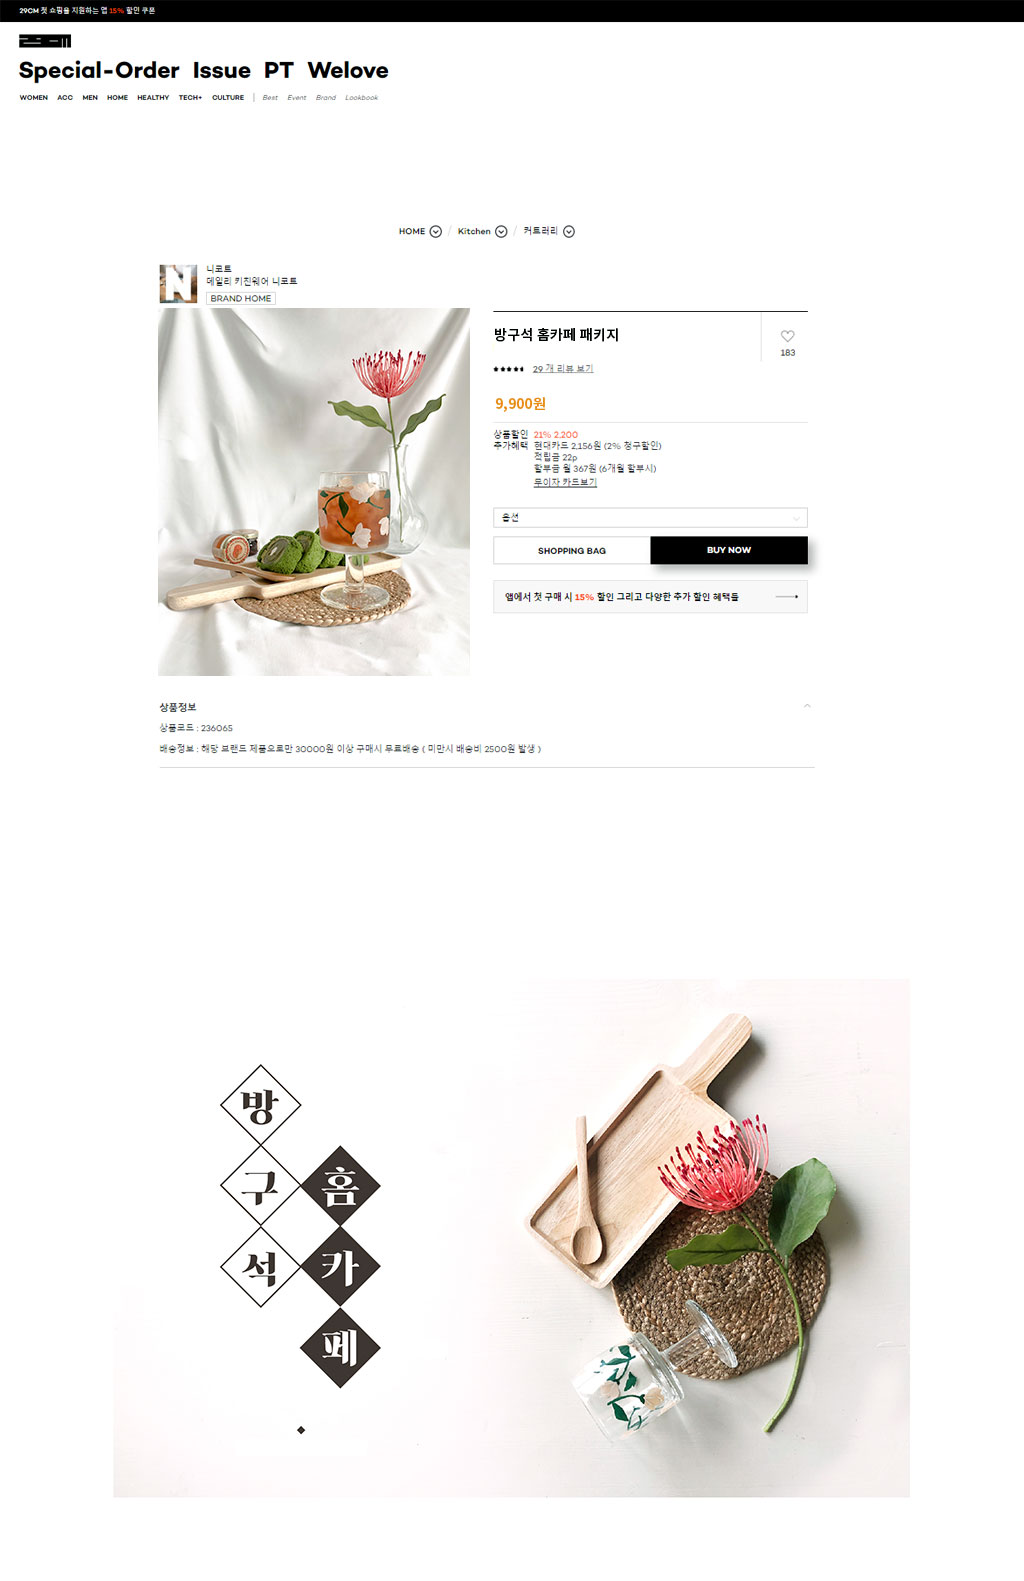 29CM 첫 쇼핑을 지원하는 앱 15% 할인 쿠폰
Special-Order Issue PT Welove
WOMEN ACC MEN HOME HEALTHY TECH+ CULTURE | Best Event Brand Lookbook
HOME / Kitchen / 커트러리
N
니코트
데일리 키친웨어 니코트
BRAND HOME
방구석 홈카페 패키지
183
29 개 리뷰 보기
9,900원
상품할인 21% 2,200
추가혜택 현대카드 2,156원 (2% 청구할인)
적립금 22p
할부금 월 367원 (6개월 할부시)
무이자 카드보기
옵션
SHOPPING BAG
BUY NOW
앱에서 첫 구매 시 15% 할인 그리고 다양한 추가 할인 혜택들
상품정보
상품코드 : 236065
배송정보 : 해당 브랜드 제품으로만 30000원 이상 구매시 무료배송 ( 미만시 배송비 2500원 발생 )
방구석
홈카페